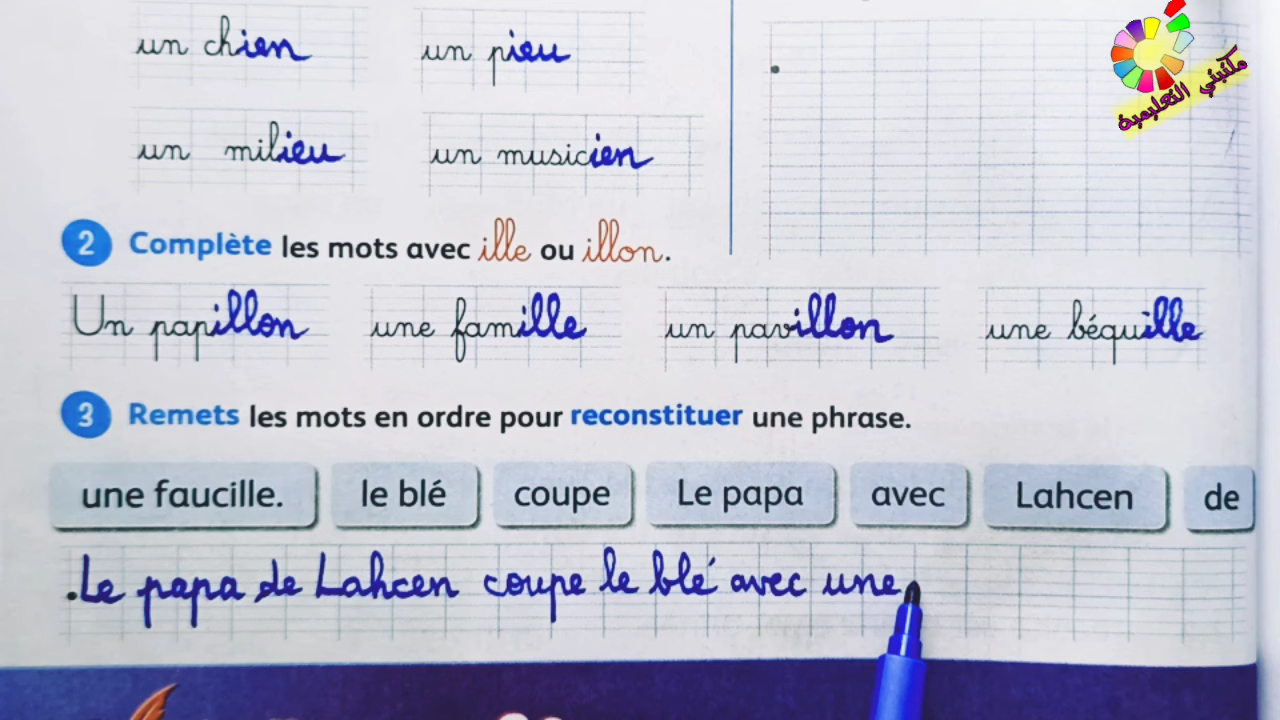 un chien un pieu
un milieu un musicien
مكتبتي التعليمية
2 Complète les mots avec ille ou illon.
Un papillon une famille un pavillon une béquille
3 Remets les mots en ordre pour reconstituer une phrase.
une faucille. le blé coupe Le papa avec Lahcen de
.Le papa de Lahcen coupe le blé avec une